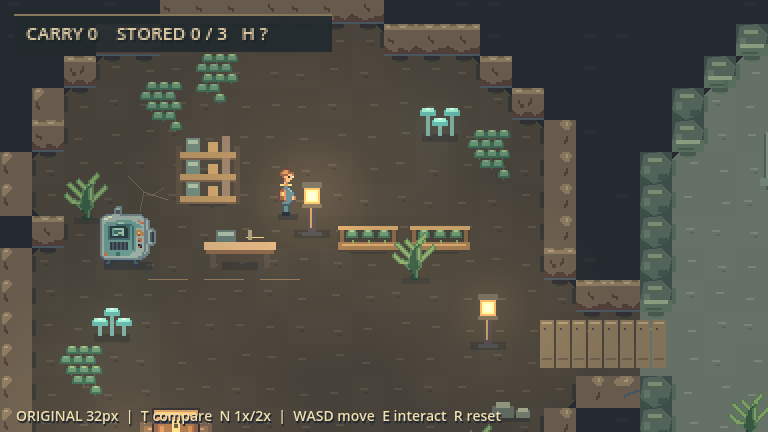 CARRY 0 STORED 0 / 3 H ?
ORIGINAL 32px | T compare N 1x/2x | WASD move E interact R reset